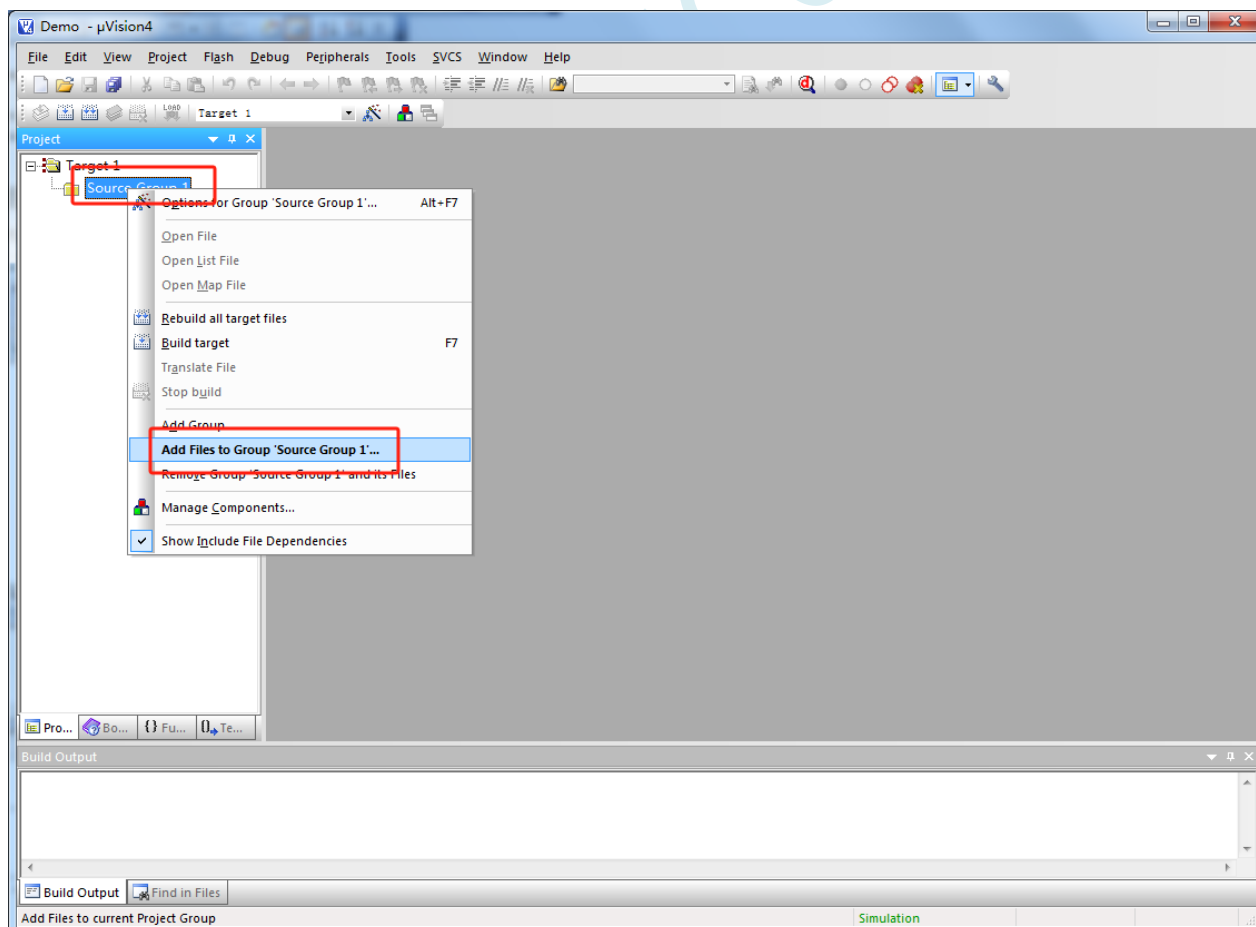 Demo - µVision4
File Edit View Project Flash Debug Peripherals Tools SVCS Window Help
LOAD Target 1
Project
Target 1
Source Group 1
Options for Group 'Source Group 1'... Alt+F7
Open File
Open List File
Open Map File
Rebuild all target files
Build target F7
Translate File
Stop build
Add Group
Add Files to Group 'Source Group 1'...
Remove Group 'Source Group 1' and its Files
Manage Components...
Show Include File Dependencies
Pro... Bo... {} Fu... 0 Te...
Build Output
Build Output Find in Files
Add Files to current Project Group Simulation